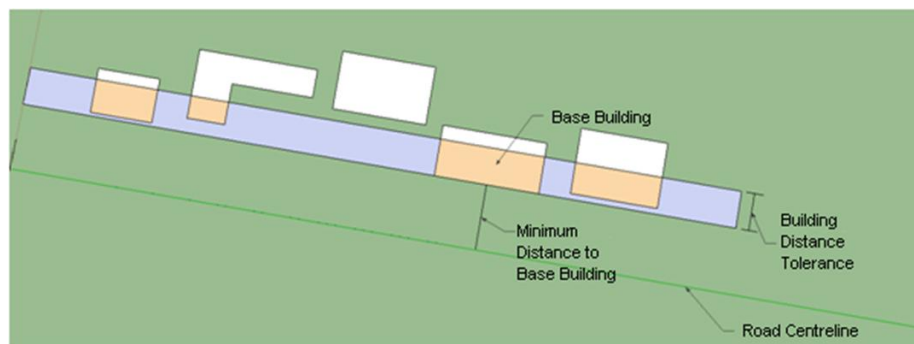 Base Building
Minimum
Distance to
Base Building
Building
Distance
Tolerance
Road Centreline